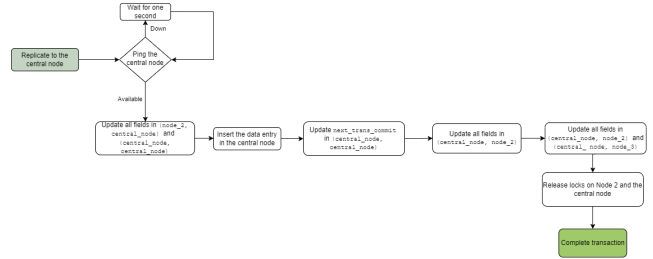 Wait for one
second
Down
Replicate to the
central node
Ping the
central node
Available
Update all fields in (node_2,
central_node) and
(central_node,
central_node)
Insert the data entry
in the central node
Update next_trans_commit
in (central_node,
central_node)
Update all fields in
(central_node, node_2)
Update all fields in
(central_node, node_2) and
(central_ node, node_3)
Release locks on Node 2 and the
central node
Complete transaction